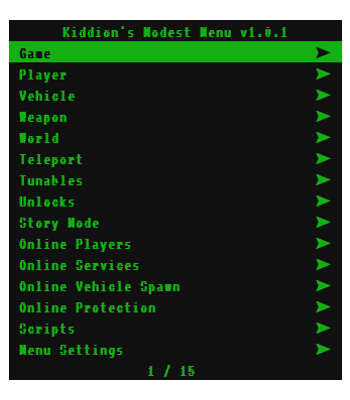 Kiddion's Modest Menu v1.0.1
Game
Player
Vehicle
Weapon
World
Teleport
Tunables
Unlocks
Story Mode
Online Players
Online Services
Online Vehicle Spawn
Online Protection
Scripts
Menu Settings
1 / 15